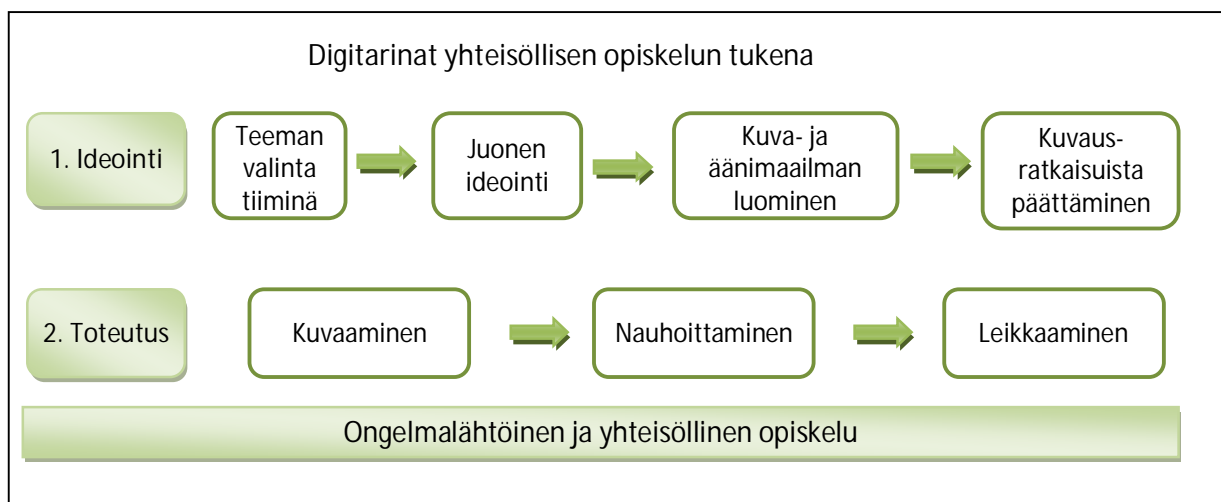 Digitarinat yhteisöllisen opiskelun tukena
1. Ideointi
Teeman
valinta
tiiminä
Juonen
ideointi
Kuva- ja
äänimaailman
luominen
Kuvaus-
ratkaisuista
päättäminen
2. Toteutus
Kuvaaminen
Nauhoittaminen
Leikkaaminen
Ongelmalähtöinen ja yhteisöllinen opiskelu